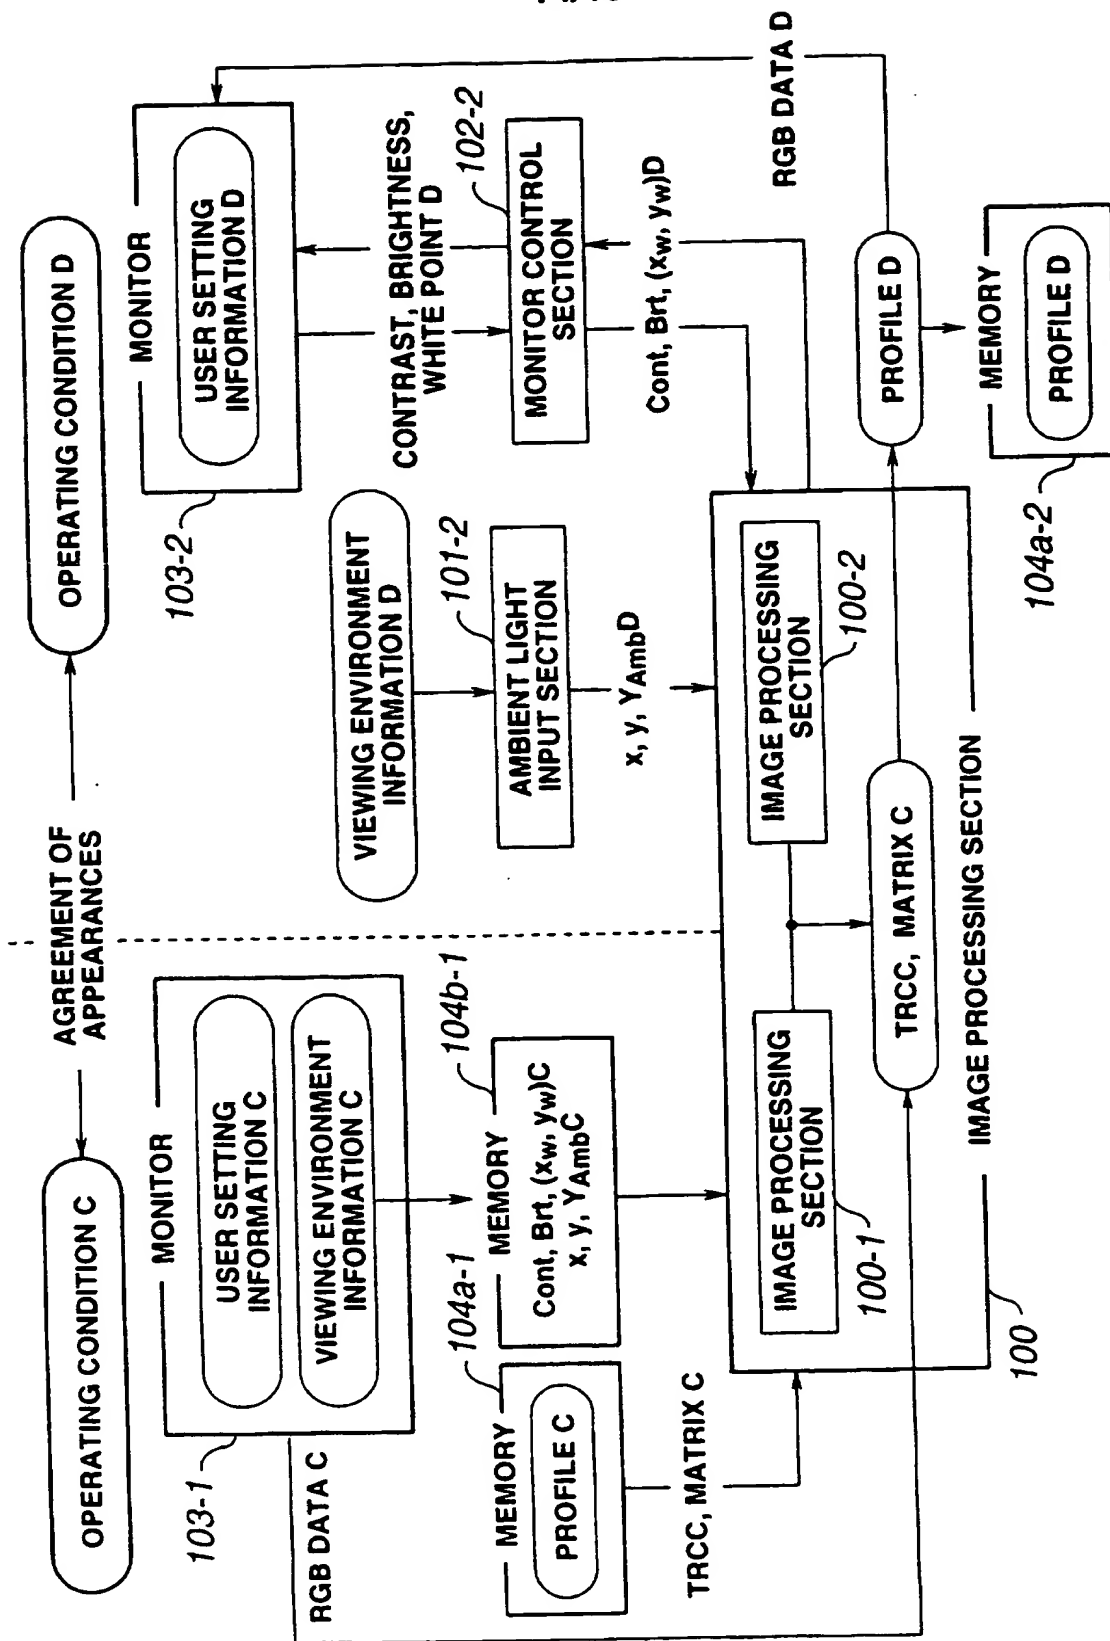 OPERATING CONDITION C
AGREEMENT OF
APPEARANCES
OPERATING CONDITION D
103-1
MONITOR
USER SETTING
INFORMATION C
VIEWING ENVIRONMENT
INFORMATION C
RGB DATA C
MEMORY
104a-1
PROFILE C
TRCC, MATRIX C
MEMORY
104b-1
Cont, Brt, (xw, yw)C
x, y, YAmbC
VIEWING ENVIRONMENT
INFORMATION D
101-2
AMBIENT LIGHT
INPUT SECTION
x, y, YAmbD
103-2
MONITOR
USER SETTING
INFORMATION D
CONTRAST, BRIGHTNESS,
WHITE POINT D
102-2
MONITOR CONTROL
SECTION
Cont, Brt, (xw, yw)D
RGB DATA D
IMAGE PROCESSING
SECTION
100-1
IMAGE PROCESSING
SECTION
100-2
TRCC, MATRIX C
IMAGE PROCESSING SECTION
100
PROFILE D
MEMORY
PROFILE D
104a-2